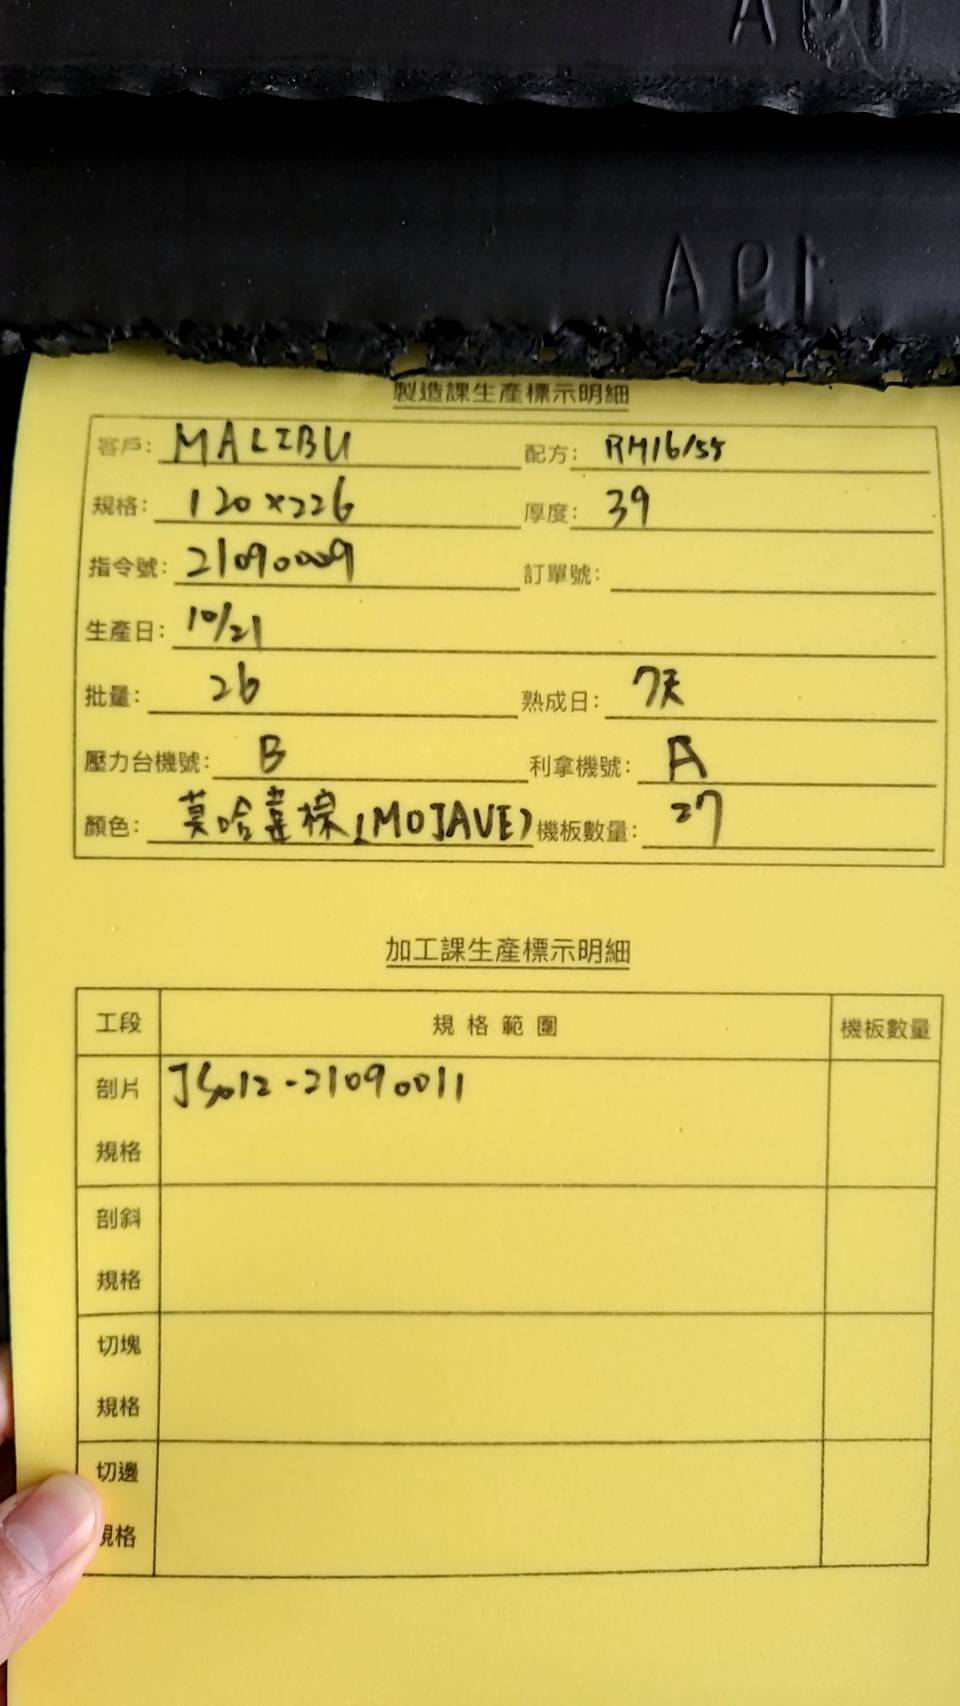 A191
A191
製造課生產標示明細
客戶: MALIBU 配方: RM16/55
規格: 120x226 厚度: 39
指令號: 21090009 訂單號:
生產日: 10/21
批量: 26 熟成日: 7天
壓力台機號: B 利拿機號: A
顏色: 莫哈韋棕(MOJAVE) 機板數量: 27
加工課生產標示明細
工段 規格範圍 機板數量
剖片 JS012-21090011
規格
剖斜
規格
切塊
規格
切邊
規格